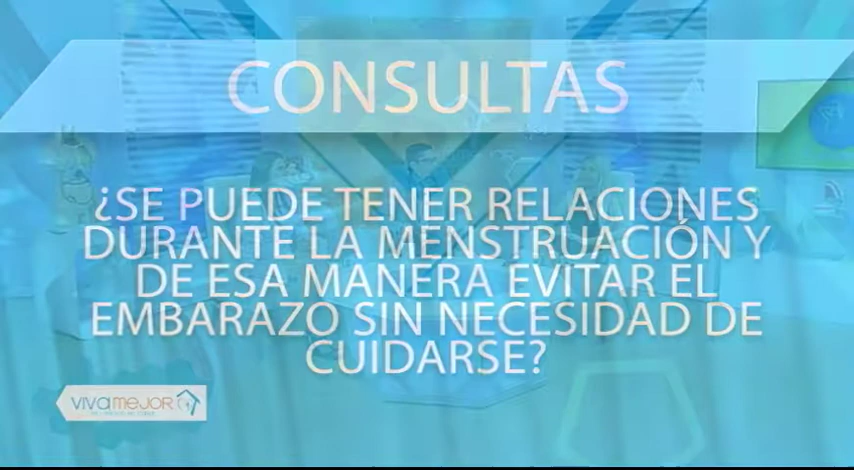 CONSULTAS
¿SE PUEDE TENER RELACIONES
DURANTE LA MENSTRUACIÓN Y
DE ESA MANERA EVITAR EL
EMBARAZO SIN NECESIDAD DE
CUIDARSE?
vivamejor